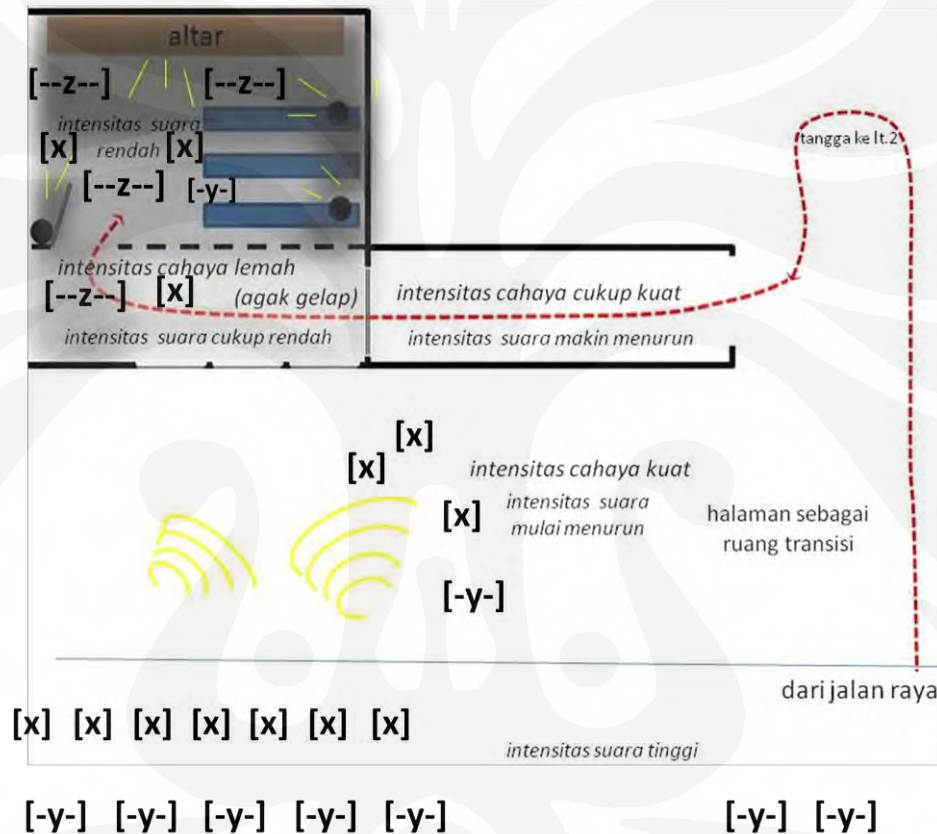 altar
[--z--] [--z--]
intensitas suara
rendah
[x] [x]
[--z--] [-y-]
tangga ke lt.2
intensitas cahaya lemah
(agak gelap)
[--z--] [x]
intensitas suara cukup rendah
intensitas cahaya cukup kuat
intensitas suara makin menurun
[x]
[x]
intensitas cahaya kuat
[x]
intensitas suara
mulai menurun
halaman sebagai
ruang transisi
[-y-]
dari jalan raya
[x] [x] [x] [x] [x] [x] [x]
intensitas suara tinggi
[-y-] [-y-] [-y-] [-y-] [-y-] [-y-] [-y-]